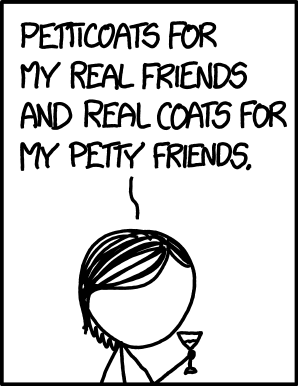 PETTICOATS FOR
MY REAL FRIENDS
AND REAL COATS FOR
MY PETTY FRIENDS.